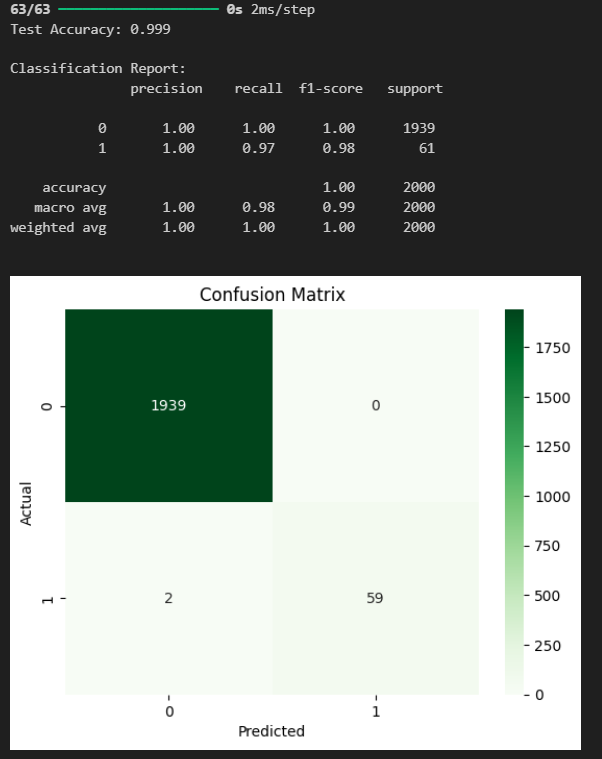 63/63 ━━━━━━━━━━━━━━━━━━━━ 0s 2ms/step
Test Accuracy: 0.999
Classification Report:
precision recall f1-score support
0 1.00 1.00 1.00 1939
1 1.00 0.97 0.98 61
accuracy 1.00 2000
macro avg 1.00 0.98 0.99 2000
weighted avg 1.00 1.00 1.00 2000
Confusion Matrix
1750
1500
1250
1000
750
500
250
0
0
1939 0
Actual
1
2 59
0 1
Predicted